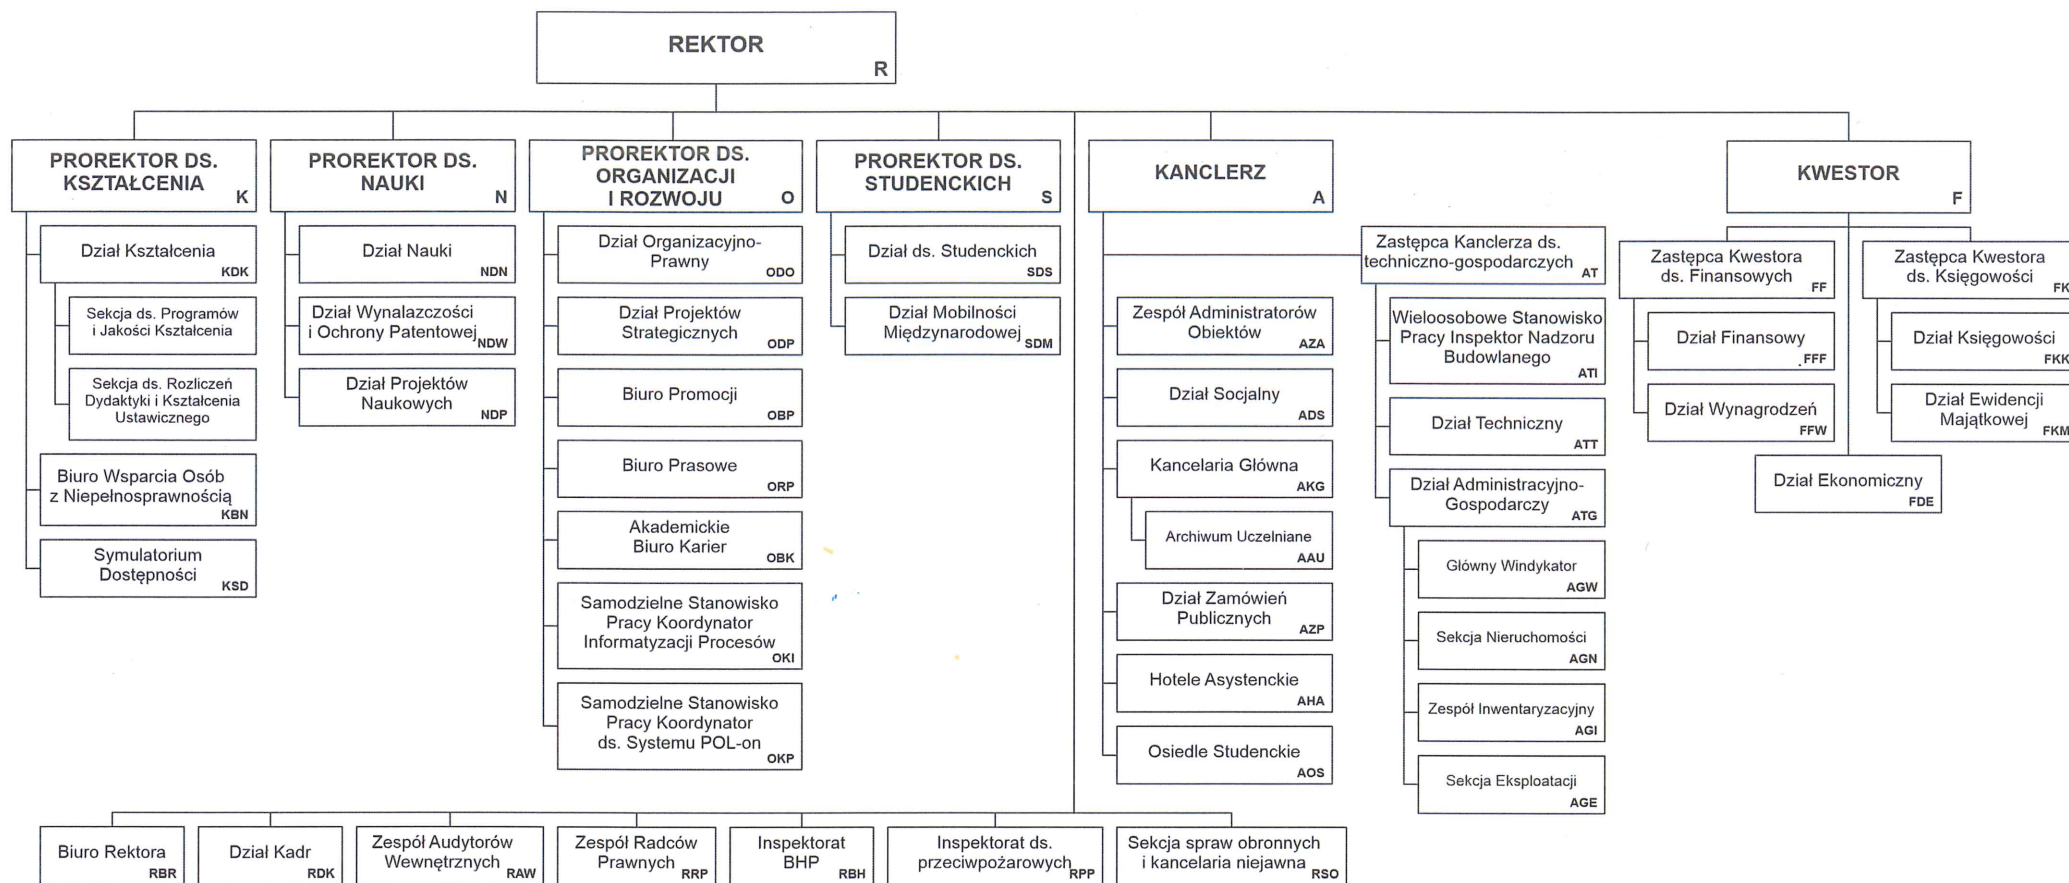 REKTOR
R
PROREKTOR DS.
KSZTAŁCENIA
K
Dział Kształcenia
KDK
Sekcja ds. Programów
i Jakości Kształcenia
Sekcja ds. Rozliczeń
Dydaktyki i Kształcenia
Ustawicznego
Biuro Wsparcia Osób
z Niepełnosprawnością
KBN
Symulatorium
Dostępności
KSD
PROREKTOR DS.
NAUKI
N
Dział Nauki
NDN
Dział Wynalazczości
i Ochrony Patentowej
NDW
Dział Projektów
Naukowych
NDP
PROREKTOR DS.
ORGANIZACJI
I ROZWOJU
O
Dział Organizacyjno-
Prawny
ODO
Dział Projektów
Strategicznych
ODP
Biuro Promocji
OBP
Biuro Prasowe
ORP
Akademickie
Biuro Karier
OBK
Samodzielne Stanowisko
Pracy Koordynator
Informatyzacji Procesów
OKI
Samodzielne Stanowisko
Pracy Koordynator
ds. Systemu POL-on
OKP
PROREKTOR DS.
STUDENCKICH
S
Dział ds. Studenckich
SDS
Dział Mobilności
Międzynarodowej
SDM
KANCLERZ
A
Zespół Administratorów
Obiektów
AZA
Dział Socjalny
ADS
Kancelaria Główna
AKG
Archiwum Uczelniane
AAU
Dział Zamówień
Publicznych
AZP
Hotele Asystenckie
AHA
Osiedle Studenckie
AOS
Zastępca Kanclerza ds.
techniczno-gospodarczych
AT
Wieloosobowe Stanowisko
Pracy Inspektor Nadzoru
Budowlanego
ATI
Dział Techniczny
ATT
Dział Administracyjno-
Gospodarczy
ATG
Główny Windykator
AGW
Sekcja Nieruchomości
AGN
Zespół Inwentaryzacyjny
AGI
Sekcja Eksploatacji
AGE
KWESTOR
F
Zastępca Kwestora
ds. Finansowych
FF
Dział Finansowy
FFF
Dział Wynagrodzeń
FFW
Zastępca Kwestora
ds. Księgowości
FK
Dział Księgowości
FKK
Dział Ewidencji
Majątkowej
FKM
Dział Ekonomiczny
FDE
Biuro Rektora
RBR
Dział Kadr
RDK
Zespół Audytorów
Wewnętrznych
RAW
Zespół Radców
Prawnych
RRP
Inspektorat
BHP
RBH
Inspektorat ds.
przeciwpożarowych
RPP
Sekcja spraw obronnych
i kancelaria niejawna
RSO